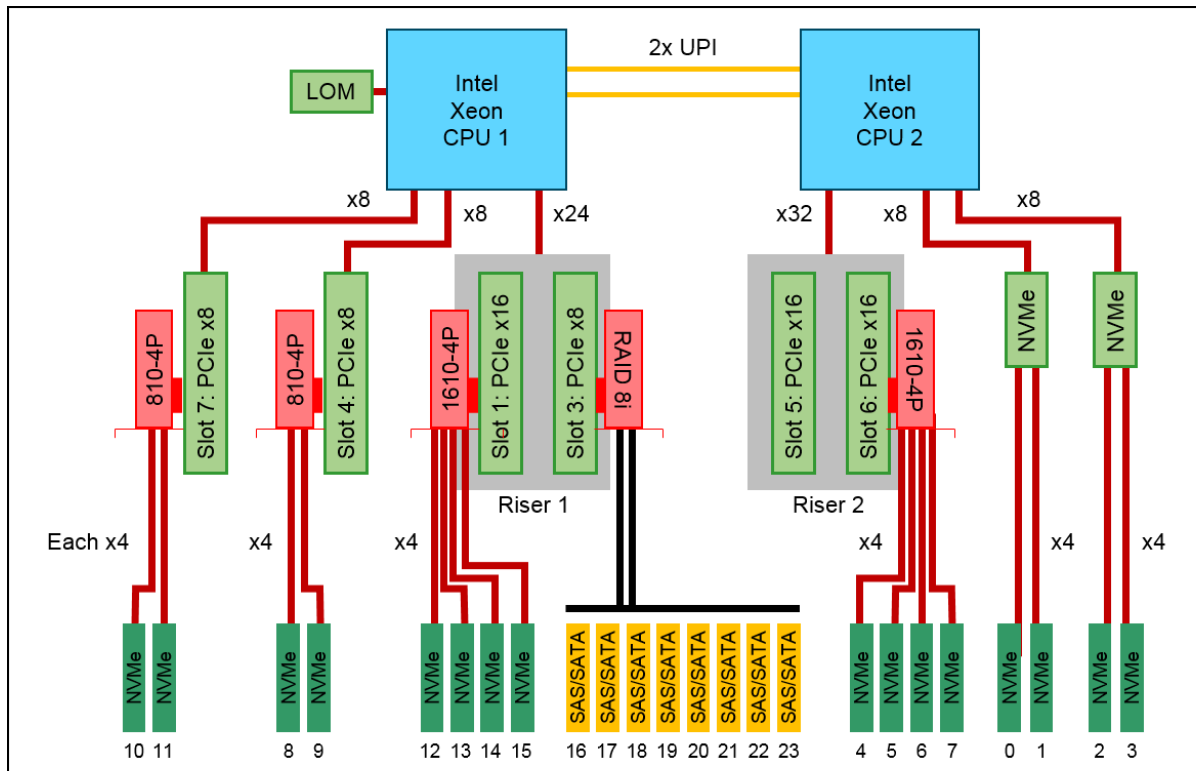 2x UPI
LOM
Intel
Xeon
CPU 1
Intel
Xeon
CPU 2
x8
x8
x24
x32
x8
x8
810-4P
Slot 7: PCIe x8
810-4P
Slot 4: PCIe x8
1610-4P
Slot 1: PCIe x16
Slot 3: PCIe x8
RAID 8i
Slot 5: PCIe x16
Slot 6: PCIe x16
1610-4P
NVMe
NVMe
Riser 1
Riser 2
Each x4
x4
x4
x4
x4
x4
NVMe
NVMe
NVMe
NVMe
NVMe
NVMe
NVMe
NVMe
SAS/SATA
SAS/SATA
SAS/SATA
SAS/SATA
SAS/SATA
SAS/SATA
SAS/SATA
SAS/SATA
NVMe
NVMe
NVMe
NVMe
NVMe
NVMe
NVMe
NVMe
10 11 8 9 12 13 14 15 16 17 18 19 20 21 22 23 4 5 6 7 0 1 2 3